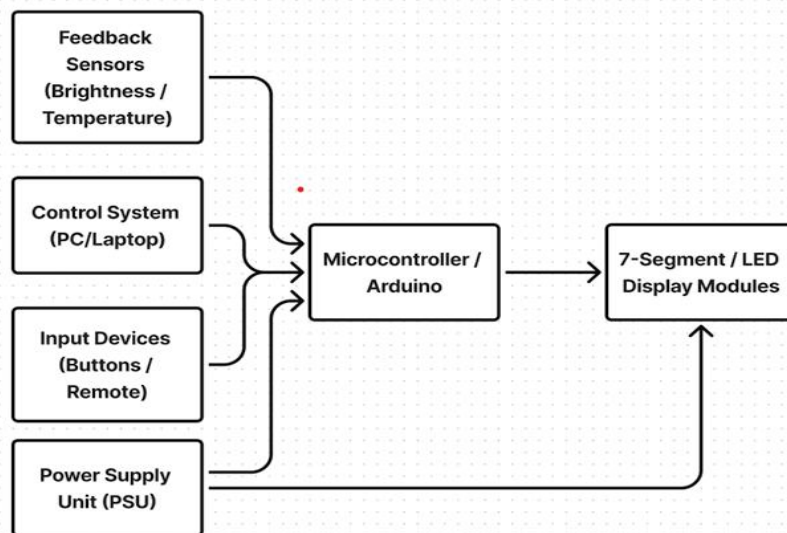 Feedback
Sensors
(Brightness /
Temperature)
Control System
(PC/Laptop)
Microcontroller /
Arduino
7-Segment / LED
Display Modules
Input Devices
(Buttons /
Remote)
Power Supply
Unit (PSU)